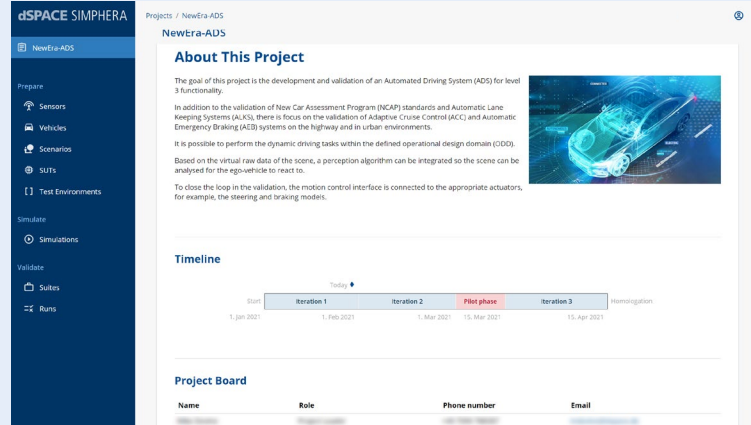 dSPACE SIMPHERA
Projects / NewEra-ADS
NewEra-ADS
NewEra-ADS
Prepare
Sensors
Vehicles
Scenarios
SUTs
Test Environments
Simulate
Simulations
Validate
Suites
Runs
About This Project
The goal of this project is the development and validation of an Automated Driving System (ADS) for level
3 functionality.
In addition to the validation of New Car Assessment Program (NCAP) standards and Automatic Lane
Keeping Systems (ALKS), there is focus on the validation of Adaptive Cruise Control (ACC) and Automatic
Emergency Braking (AEB) systems on the highway and in urban environments.
It is possible to perform the dynamic driving tasks within the defined operational design domain (ODD).
Based on the virtual raw data of the scene, a perception algorithm can be integrated so the scene can be
analysed for the ego-vehicle to react to.
To close the loop in the validation, the motion control interface is connected to the appropriate actuators,
for example, the steering and braking models.
Timeline
Today
Start Iteration 1 Iteration 2 Pilot phase Iteration 3 Homologation
1. Jan 2021 1. Feb 2021 1. Mar 2021 15. Mar 2021 15. Apr 2021
Project Board
Name Role Phone number Email